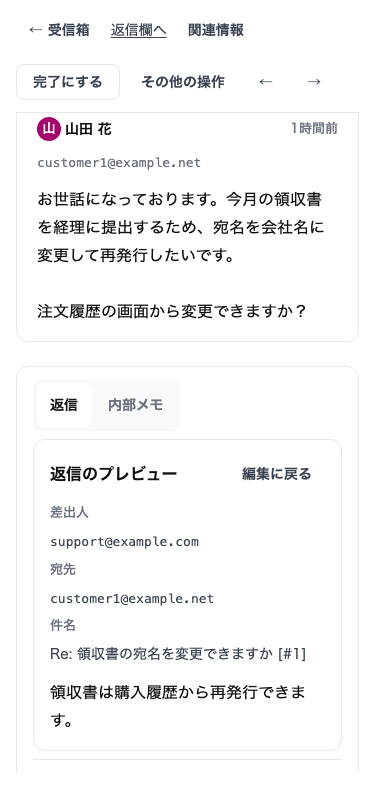 ← 受信箱 返信欄へ 関連情報
完了にする その他の操作 ← →
山 山田 花 1時間前
customer1@example.net
お世話になっております。今月の領収書
を経理に提出するため、宛名を会社名に
変更して再発行したいです。
注文履歴の画面から変更できますか？
返信 内部メモ
返信のプレビュー 編集に戻る
差出人
support@example.com
宛先
customer1@example.net
件名
Re: 領収書の宛名を変更できますか [#1]
領収書は購入履歴から再発行できま
す。